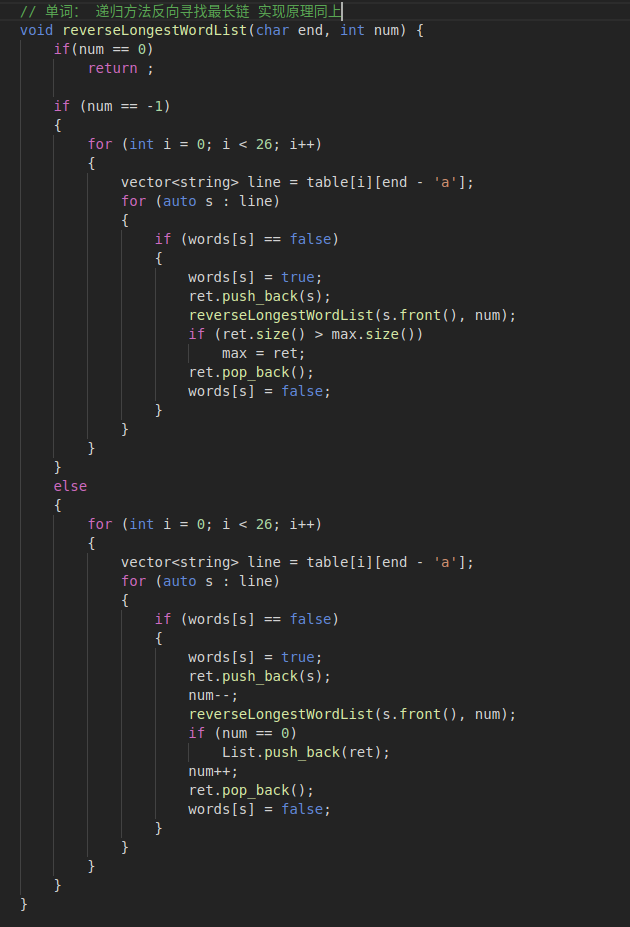 // 单词： 递归方法反向寻找最长链 实现原理同上
void reverseLongestWordList(char end, int num) {
    if(num == 0)
        return ;

    if (num == -1)
    {
        for (int i = 0; i < 26; i++)
        {
            vector<string> line = table[i][end - 'a'];
            for (auto s : line)
            {
                if (words[s] == false)
                {
                    words[s] = true;
                    ret.push_back(s);
                    reverseLongestWordList(s.front(), num);
                    if (ret.size() > max.size())
                        max = ret;
                    ret.pop_back();
                    words[s] = false;
                }
            }
        }
    }
    else
    {
        for (int i = 0; i < 26; i++)
        {
            vector<string> line = table[i][end - 'a'];
            for (auto s : line)
            {
                if (words[s] == false)
                {
                    words[s] = true;
                    ret.push_back(s);
                    num--;
                    reverseLongestWordList(s.front(), num);
                    if (num == 0)
                        List.push_back(ret);
                    num++;
                    ret.pop_back();
                    words[s] = false;
                }
            }
        }
    }
}